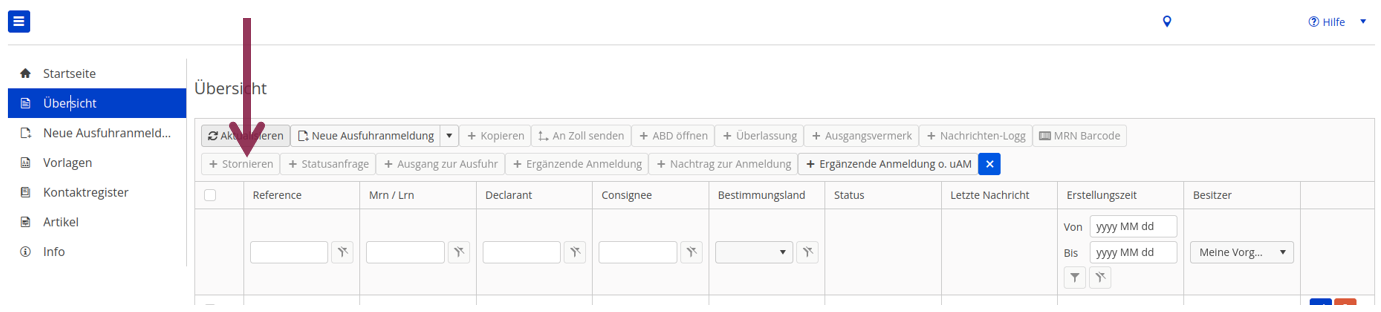 Hilfe
Startseite
Übersicht
Neue Ausfuhranmeld...
Vorlagen
Kontaktregister
Artikel
Info
Übersicht
Aktualisieren Neue Ausfuhranmeldung + Kopieren An Zoll senden + ABD öffnen + Überlassung + Ausgangsvermerk + Nachrichten-Logg MRN Barcode
+ Stornieren + Statusanfrage + Ausgang zur Ausfuhr + Ergänzende Anmeldung + Nachtrag zur Anmeldung + Ergänzende Anmeldung o. uAM
Reference Mrn / Lrn Declarant Consignee Bestimmungsland Status Letzte Nachricht Erstellungszeit Besitzer
Von yyyy MM dd
Bis yyyy MM dd Meine Vorg...